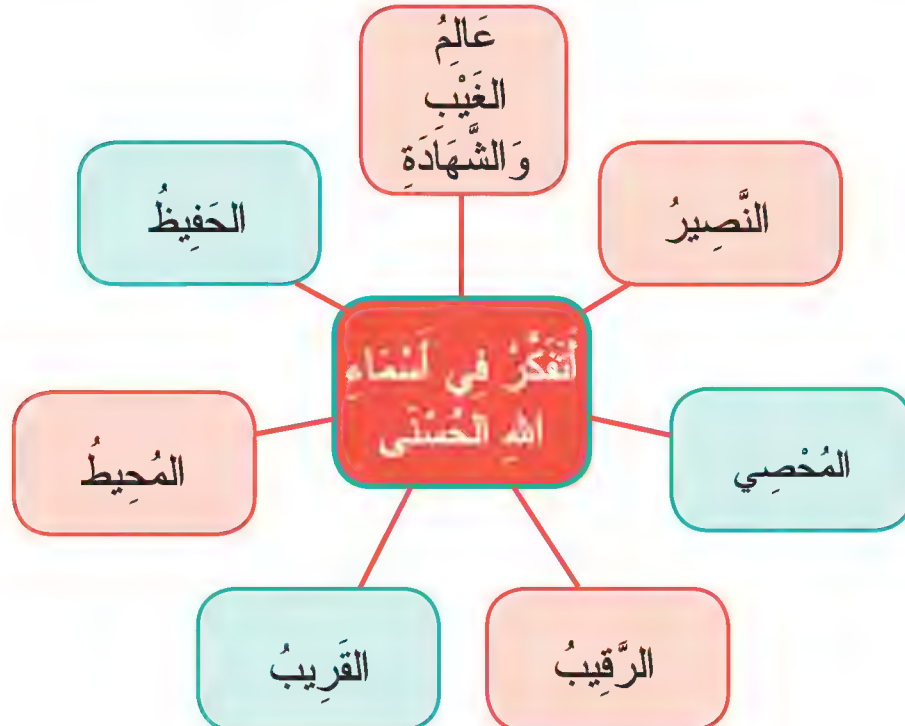 عَالِمُ
الغَيْبِ
وَالشَّهَادَةِ
النَّصِيرُ
الحَفِيظُ
أَتَفَكَّرُ فِي أَسْمَاءِ
اللهِ الحُسْنَى
المُحْصِي
المُحِيطُ
الرَّقِيبُ
القَرِيبُ